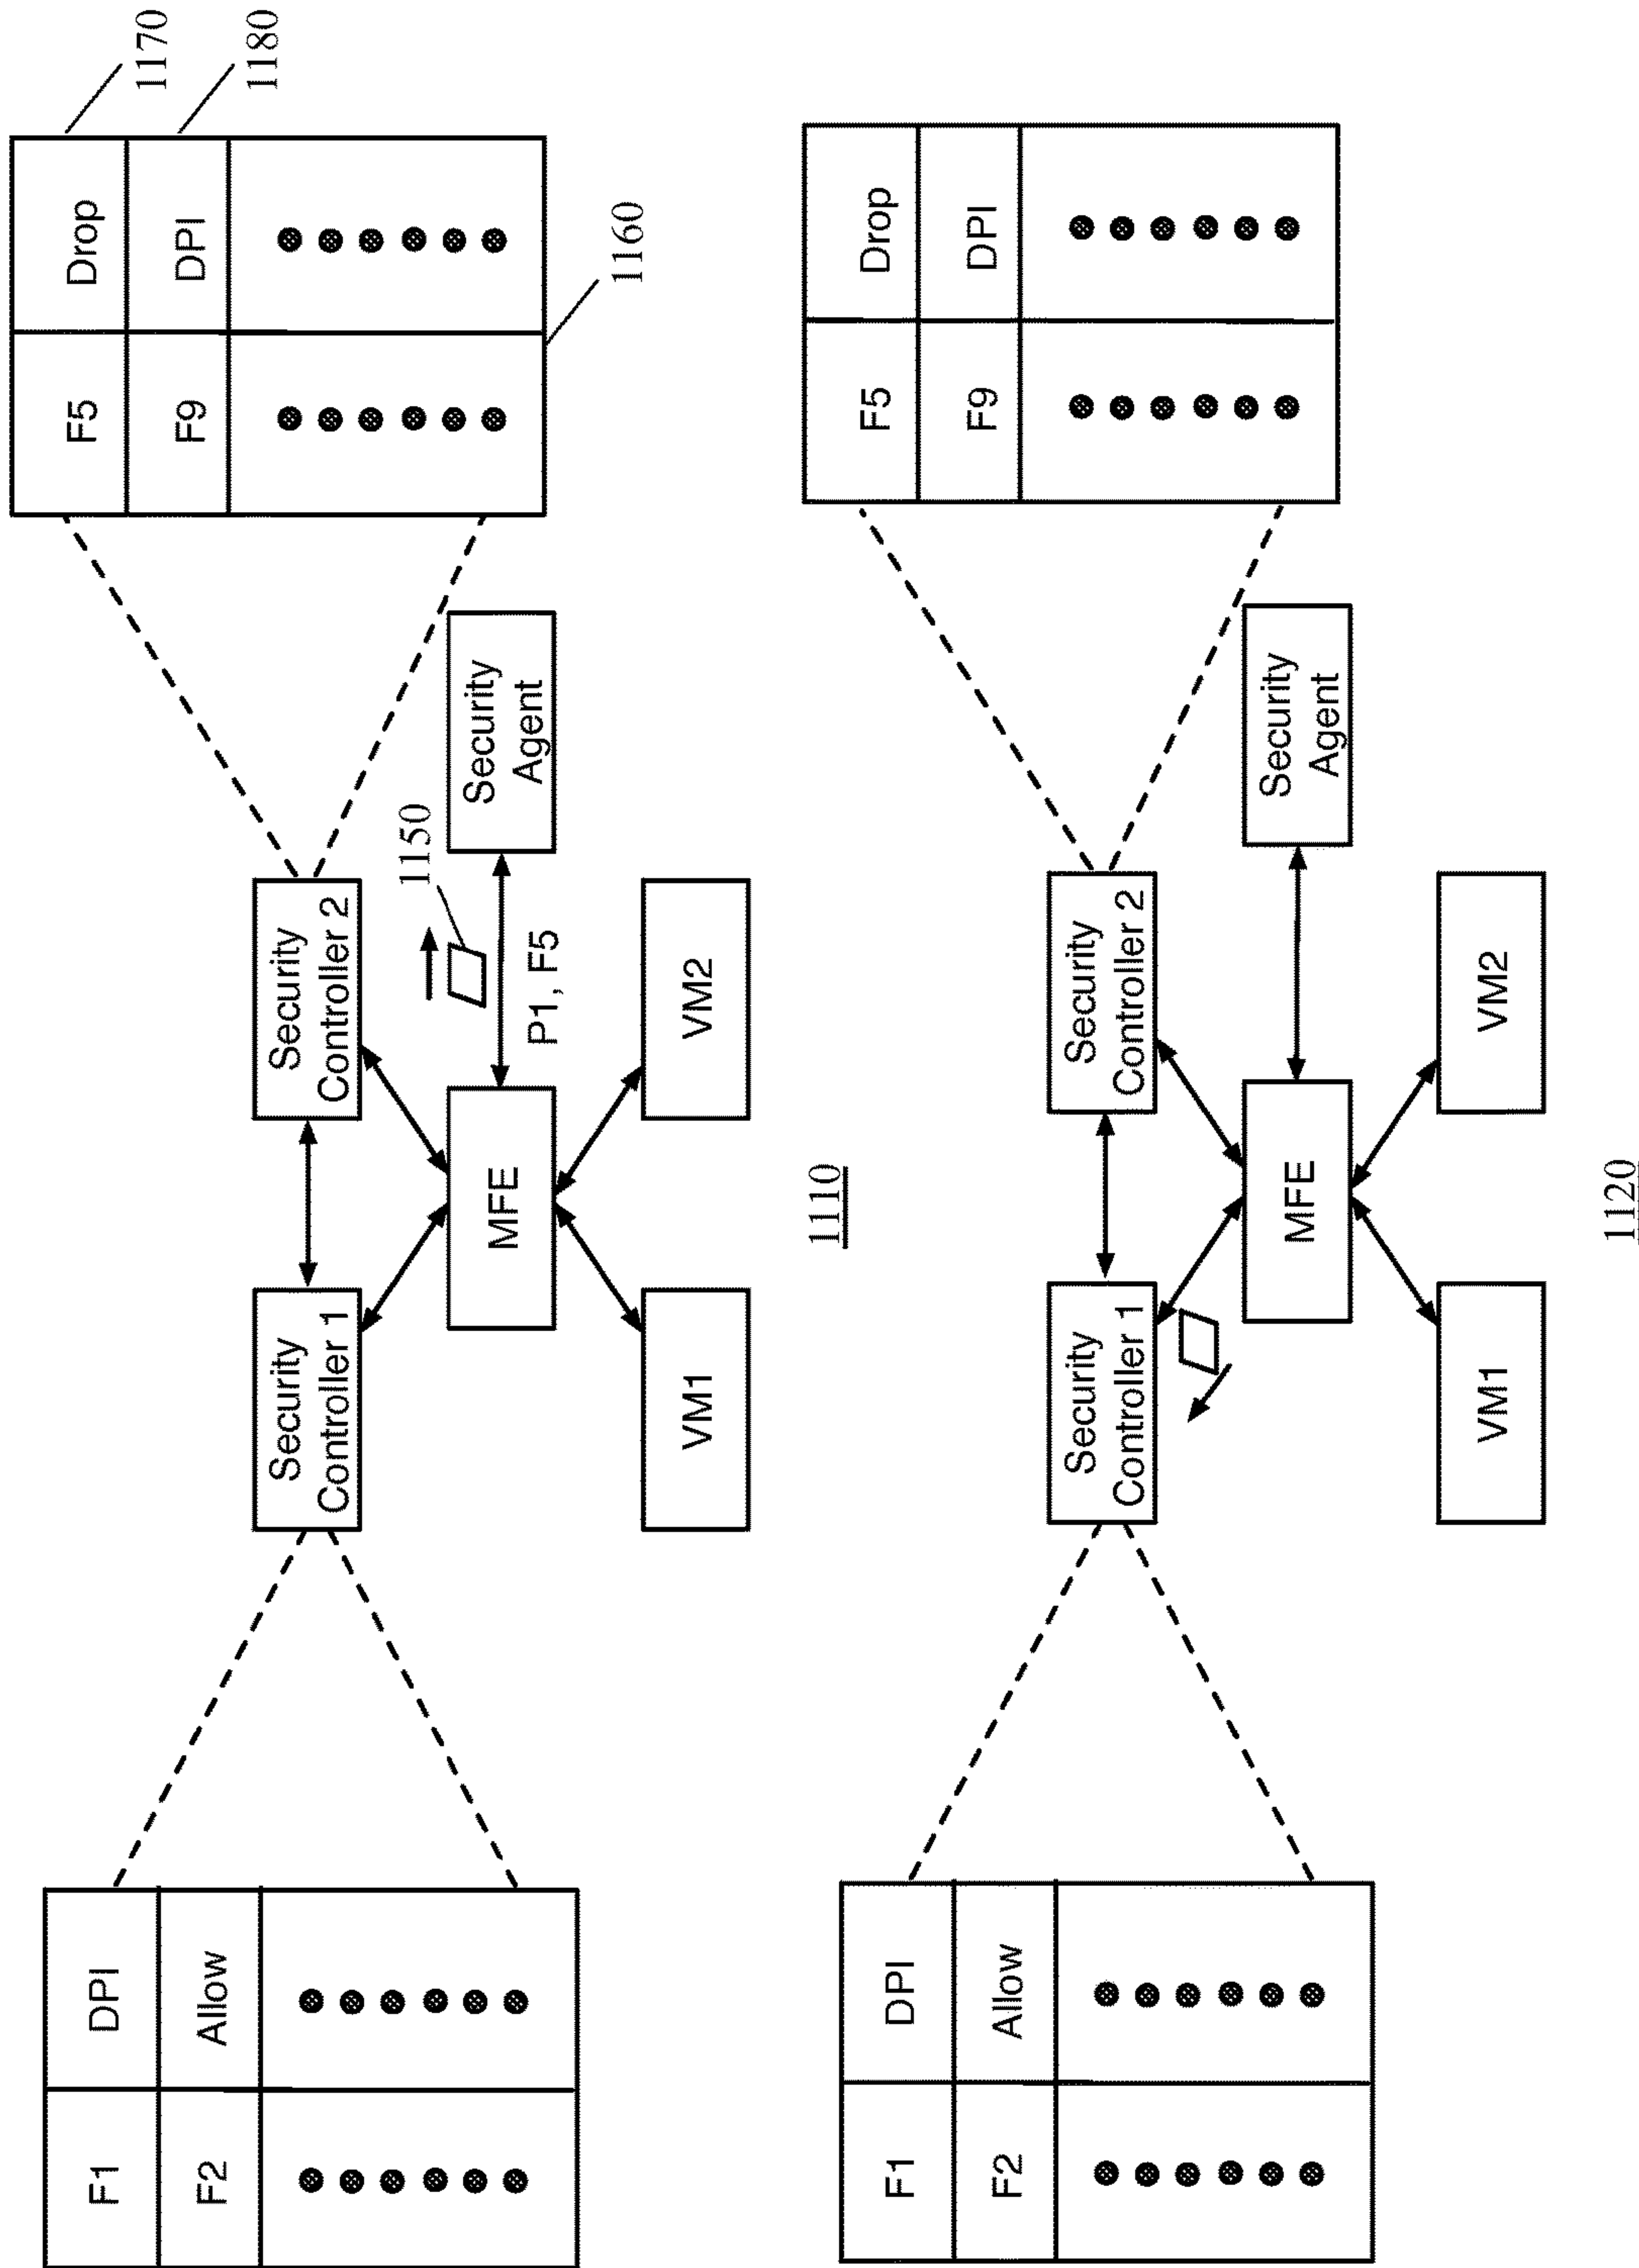 F1
DPI
F2
Allow
Security
Controller 1
Security
Controller 2
MFE
VM1
VM2
P1, F5
1150
Security
Agent
F5
Drop
F9
DPI
1170
1180
1160
1110
F1
DPI
F2
Allow
Security
Controller 1
Security
Controller 2
MFE
VM1
VM2
Security
Agent
F5
Drop
F9
DPI
1120